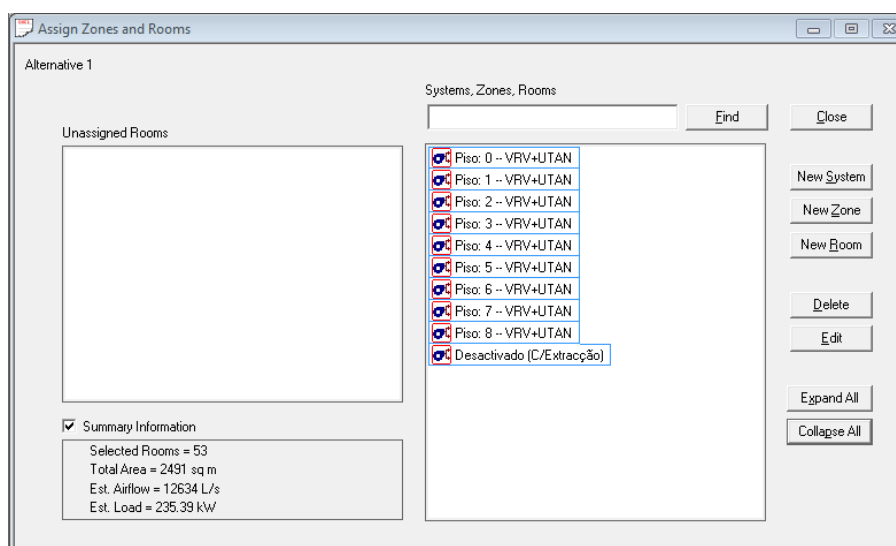 Assign Zones and Rooms
Alternative 1
Systems, Zones, Rooms
Find
Close
Unassigned Rooms
Piso: 0 -- VRV+UTAN
Piso: 1 -- VRV+UTAN
Piso: 2 -- VRV+UTAN
Piso: 3 -- VRV+UTAN
Piso: 4 -- VRV+UTAN
Piso: 5 -- VRV+UTAN
Piso: 6 -- VRV+UTAN
Piso: 7 -- VRV+UTAN
Piso: 8 -- VRV+UTAN
Desactivado (C/Extracção)
New System
New Zone
New Room
Delete
Edit
Expand All
Collapse All
Summary Information
Selected Rooms = 53
Total Area = 2491 sq m
Est. Airflow = 12634 L/s
Est. Load = 235.39 kW